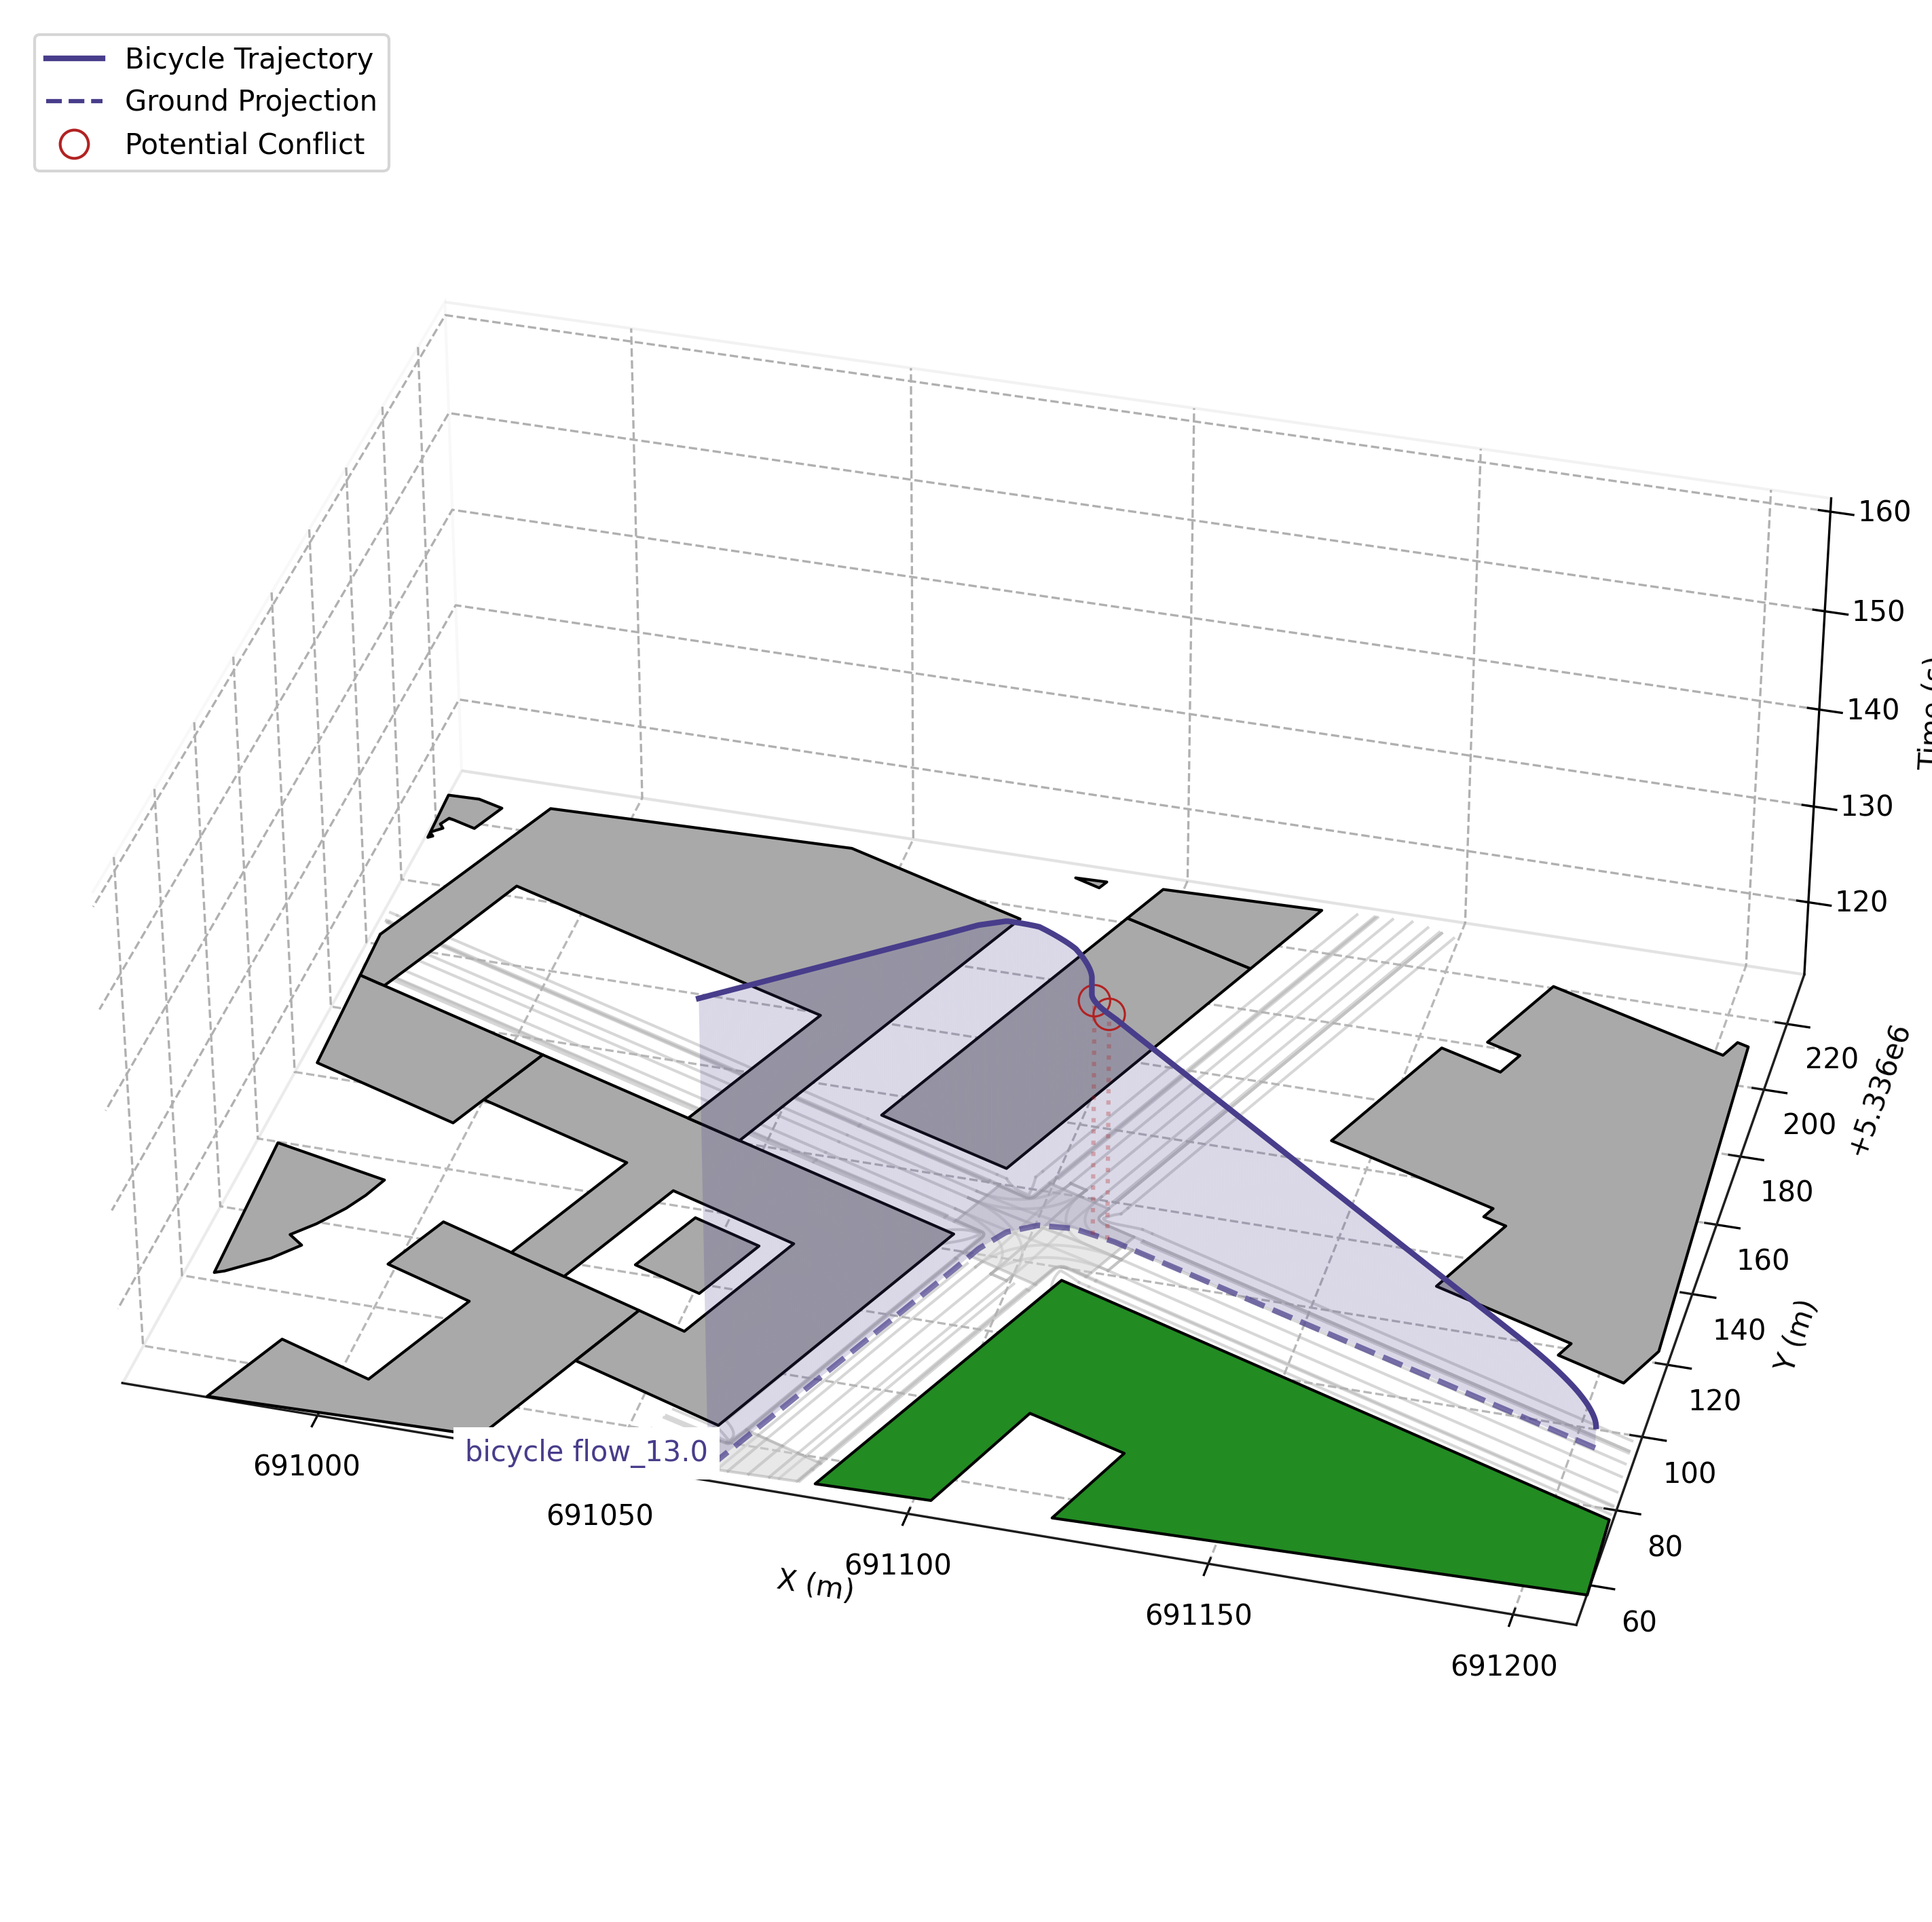 Bicycle Trajectory
Ground Projection
Potential Conflict
160
150
140
130
120
Time (s)
220
200
180
160
140
120
100
80
60
+5.336e6
Y (m)
bicycle flow_13.0
691000
691050
691100
691150
691200
X (m)